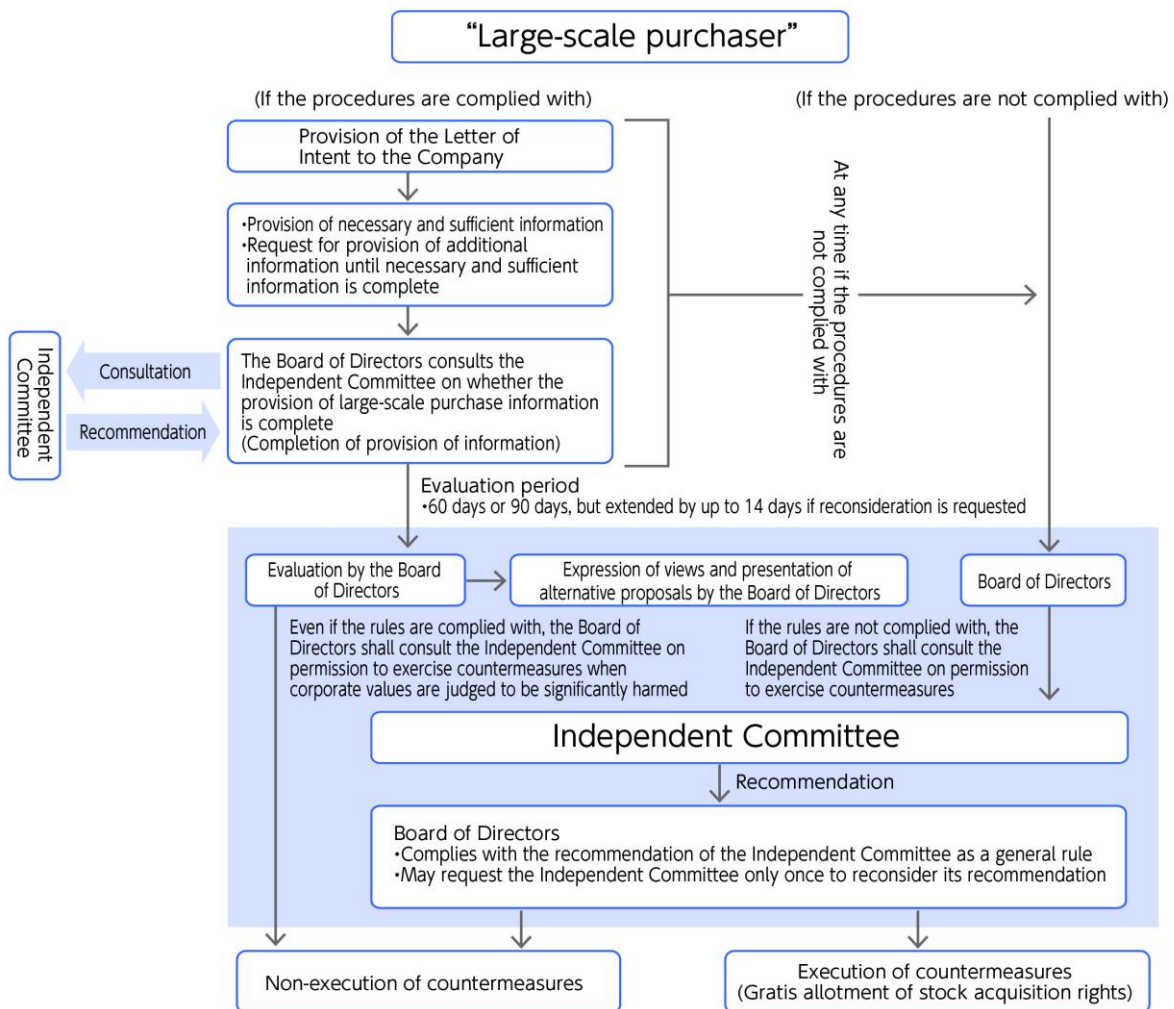 “Large-scale purchaser”
(If the procedures are complied with)
(If the procedures are not complied with)
Provision of the Letter of
Intent to the Company
•Provision of necessary and sufficient information
•Request for provision of additional
information until necessary and sufficient
information is complete
At any time if the procedures are
not complied with
Independent
Committee
Consultation
Recommendation
The Board of Directors consults the
Independent Committee on whether the
provision of large-scale purchase information
is complete
(Completion of provision of information)
Evaluation period
•60 days or 90 days, but extended by up to 14 days if reconsideration is requested
Evaluation by the Board
of Directors
Expression of views and presentation of
alternative proposals by the Board of Directors
Board of Directors
Even if the rules are complied with, the Board of
Directors shall consult the Independent Committee on
permission to exercise countermeasures when
corporate values are judged to be significantly harmed
If the rules are not complied with, the
Board of Directors shall consult the
Independent Committee on permission
to exercise countermeasures
Independent Committee
Recommendation
Board of Directors
•Complies with the recommendation of the Independent Committee as a general rule
•May request the Independent Committee only once to reconsider its recommendation
Non-execution of countermeasures
Execution of countermeasures
(Gratis allotment of stock acquisition rights)